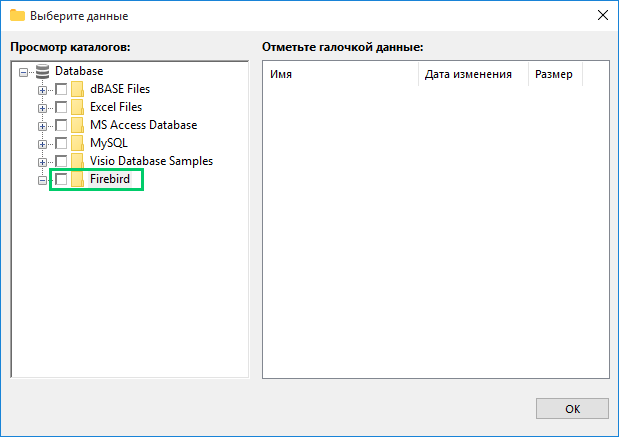 Выберите данные
Просмотр каталогов:
Отметьте галочкой данные:
Database
dBASE Files
Excel Files
MS Access Database
MySQL
Visio Database Samples
Firebird
Имя
Дата изменения
Размер
OK